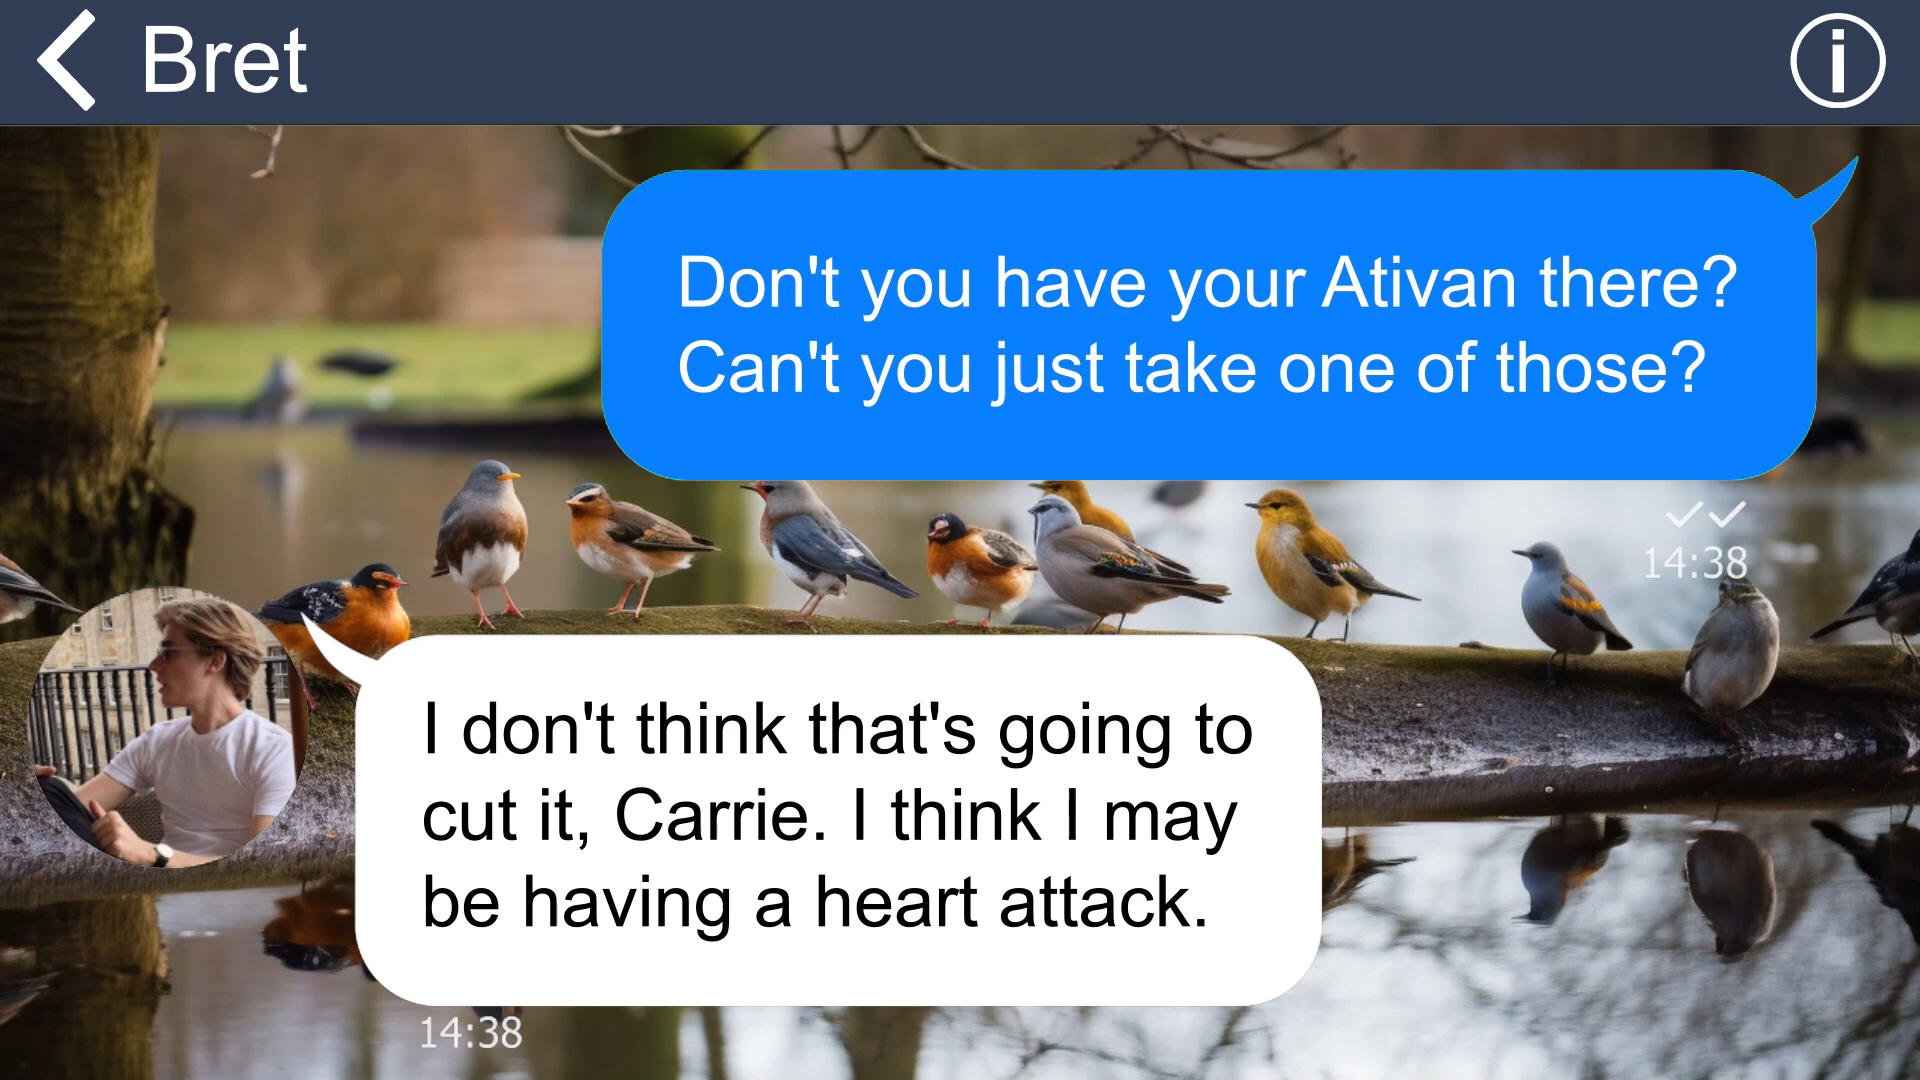 Bret
Don't you have your Ativan there?
Can't you just take one of those?
14:38
I don't think that's going to
cut it, Carrie. I think I may
be having a heart attack.
14:38